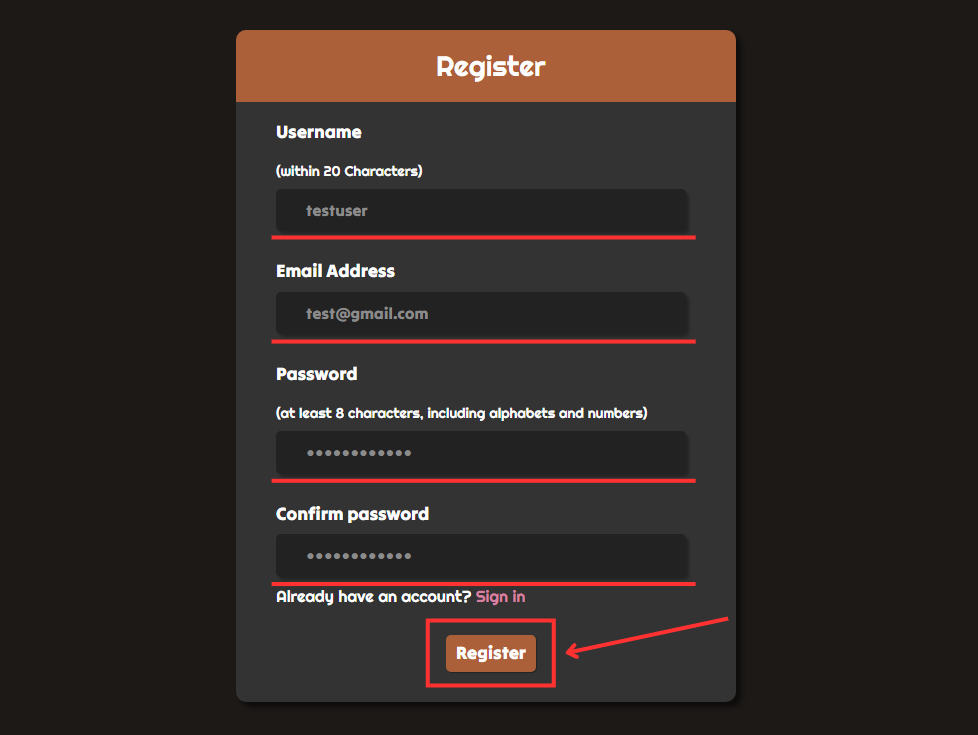 Register
Username
(within 20 Characters)
testuser
Email Address
test@gmail.com
Password
(at least 8 characters, including alphabets and numbers)
••••••••••••
Confirm password
••••••••••••
Already have an account? Sign in
Register